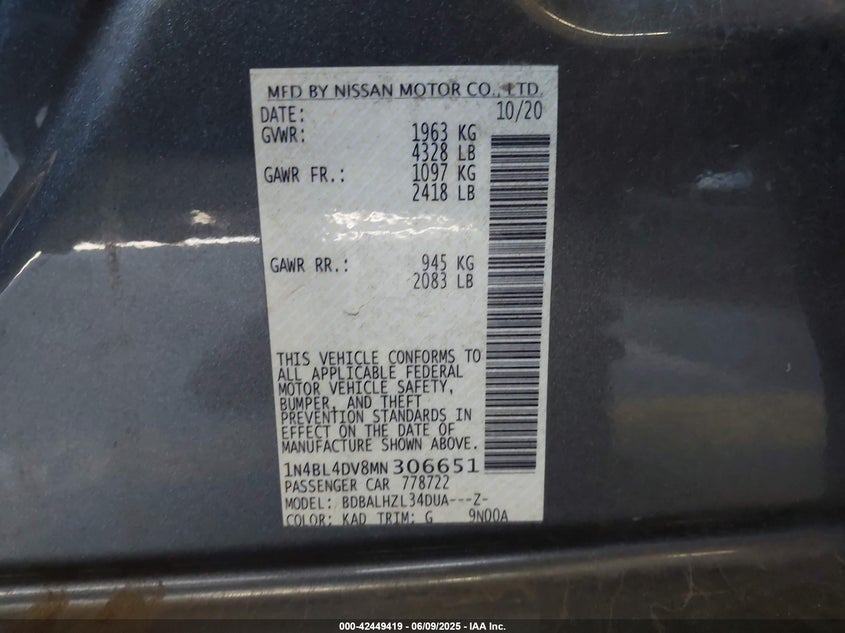 MFD BY NISSAN MOTOR CO., LTD.
DATE: 10/20
GVWR: 1963 KG
4328 LB
GAWR FR.: 1097 KG
2418 LB
GAWR RR.: 945 KG
2083 LB
THIS VEHICLE CONFORMS TO
ALL APPLICABLE FEDERAL
MOTOR VEHICLE SAFETY,
BUMPER, AND THEFT
PREVENTION STANDARDS IN
EFFECT ON THE DATE OF
MANUFACTURE SHOWN ABOVE.
1N4BL4DV8MN306651
PASSENGER CAR 778722
MODEL: BDBALHZL34DUA---Z-
COLOR: KAD TRIM: G 9N00A
000-42449419 - 06/09/2025 - IAA Inc.